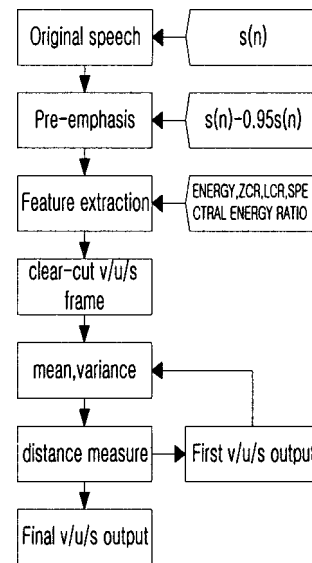 Original speech
s(n)
Pre-emphasis
s(n)-0.95s(n)
Feature extraction
ENERGY,ZCR,LCR,SPE
CTRAL ENERGY RATIO
clear-cut v/u/s
frame
mean,variance
distance measure
First v/u/s output
Final v/u/s output